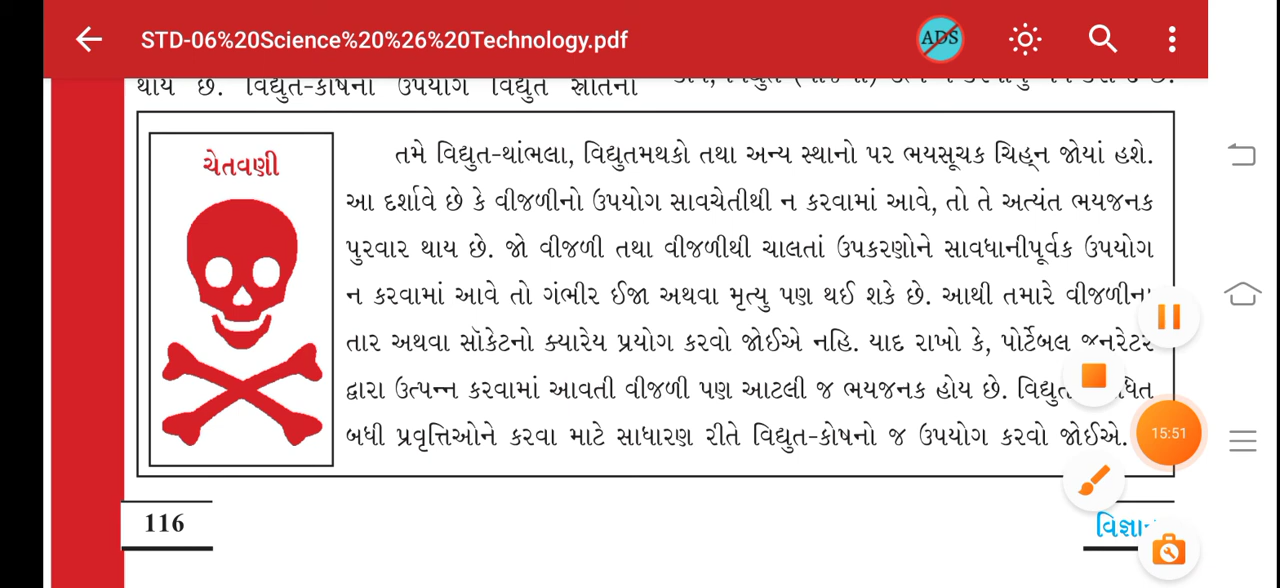 STD-06%20Science%20%26%20Technology.pdf
ADS
થાય છે. વિદ્યુત-કોષનો ઉપયોગ વિદ્યુત સ્રોતના
ચેતવણી
તમે વિદ્યુત-થાંભલા, વિદ્યુતમથકો તથા અન્ય સ્થાનો પર ભયસૂચક ચિહ્ન જોયાં હશે.
આ દર્શાવે છે કે વીજળીનો ઉપયોગ સાવચેતીથી ન કરવામાં આવે, તો તે અત્યંત ભયજનક
પુરવાર થાય છે. જો વીજળી તથા વીજળીથી ચાલતાં ઉપકરણોને સાવધાનીપૂર્વક ઉપયોગ
ન કરવામાં આવે તો ગંભીર ઈજા અથવા મૃત્યુ પણ થઈ શકે છે. આથી તમારે વીજળીના
તાર અથવા સૉકેટનો ક્યારેય પ્રયોગ કરવો જોઈએ નહિ. યાદ રાખો કે, પોર્ટેબલ જનરેટર
દ્વારા ઉત્પન્ન કરવામાં આવતી વીજળી પણ આટલી જ ભયજનક હોય છે.
બધી પ્રવૃત્તિઓને કરવા માટે સાધારણ રીતે વિદ્યુત-કોષનો જ ઉપયોગ કરવો જોઈએ.
15:51
116